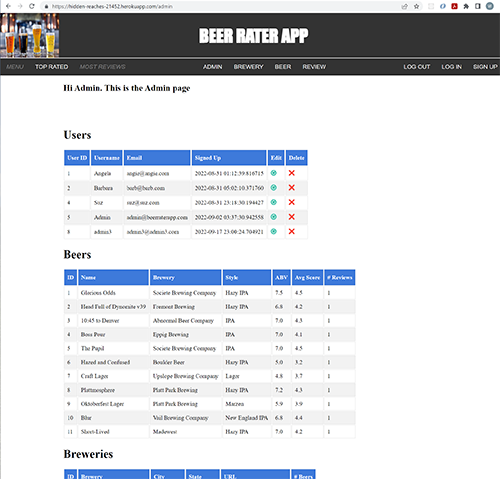 https://hidden-reaches-21452.herokuapp.com/admin
BEER RATER APP
MENU TOP RATED MOST REVIEWS ADMIN BREWERY BEER REVIEW LOG OUT LOG IN SIGN UP
Hi Admin. This is the Admin page
Users
User ID Username Email Signed Up Edit Delete
1 Angela angie@angie.com 2022-08-31 01:12:39.816715
2 Barbara barb@barb.com 2022-08-31 05:02:10.371760
4 2022-08-31 23:18:30.194427
5 Admin admin@beerraterapp.com 2022-09-02 03:37:30.942558
8 admin3 admin3@admin3.com 2022-09-17 23:00:24.704921
Beers
ID Name Brewery Style ABV Avg Score # Reviews
1 Glorious Odds Societe Brewing Company Hazy IPA 7.5 4.5 1
2 Head Full of Dynomite v39 Fremont Brewing Hazy IPA 6.8 4.2 1
3 10:45 to Denver Abnormal Beer Company IPA 7.0 4.3 1
4 Boss Pour Eppig Brewing IPA 7.0 4.1 1
5 The Pupil Societe Brewing Company IPA 7.0 4.5 1
6 Hazed and Confused Boulder Beer Hazy IPA 5.0 3.2 1
7 Craft Lager Upslope Brewing Company Lager 4.8 3.7 1
8 Plattmosphere Platt Park Brewing Hazy IPA 7.2 4.3 1
9 Oktoberfest Lager Platt Park Brewing Marzen 5.9 3.9 1
10 Blur Vail Brewing Company New England IPA 6.8 4.4 1
11 Short-Lived Madewest Hazy IPA 7.0 4.2 1
Breweries
ID Brewery City State URL # Beers